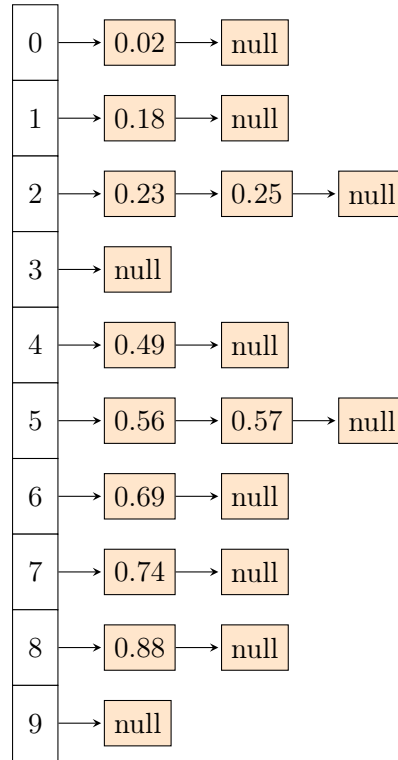 0 0.02 null
1 0.18 null
2 0.23 0.25 null
3 null
4 0.49 null
5 0.56 0.57 null
6 0.69 null
7 0.74 null
8 0.88 null
9 null